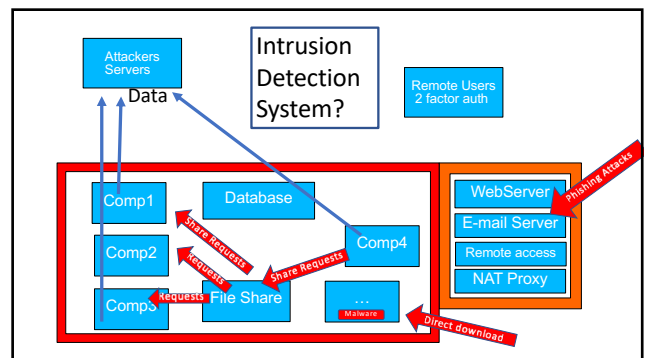 Attackers
Servers
Data
Intrusion
Detection
System?
Remote Users
2 factor auth
Phishing Attacks
WebServer
E-mail Server
Remote access
NAT Proxy
Comp1
Database
Share Requests
Comp4
Comp2
Requests
Share Requests
Comp3
Requests
File Share
...
Malware
Direct download